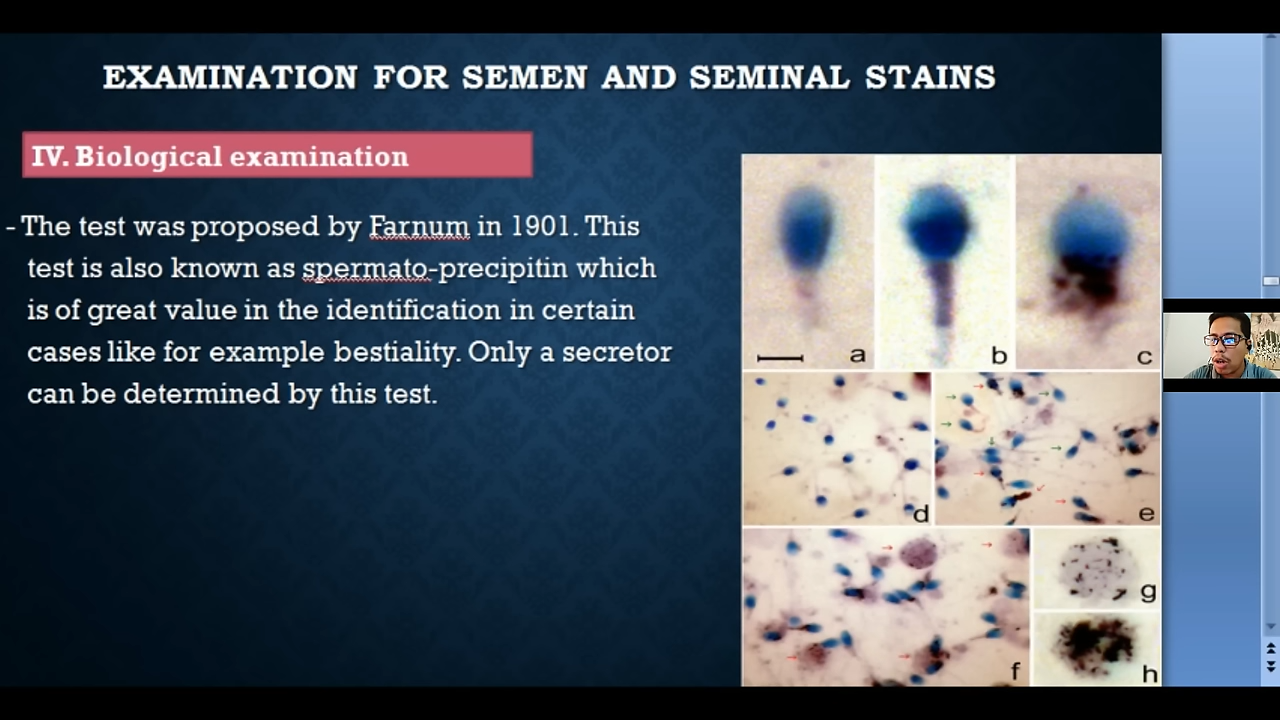 EXAMINATION FOR SEMEN AND SEMINAL STAINS
IV. Biological examination
- The test was proposed by Farnum in 1901. This
test is also known as spermato-precipitin which
is of great value in the identification in certain
cases like for example bestiality. Only a secretor
can be determined by this test.
a
b
c
d
e
f
g
h